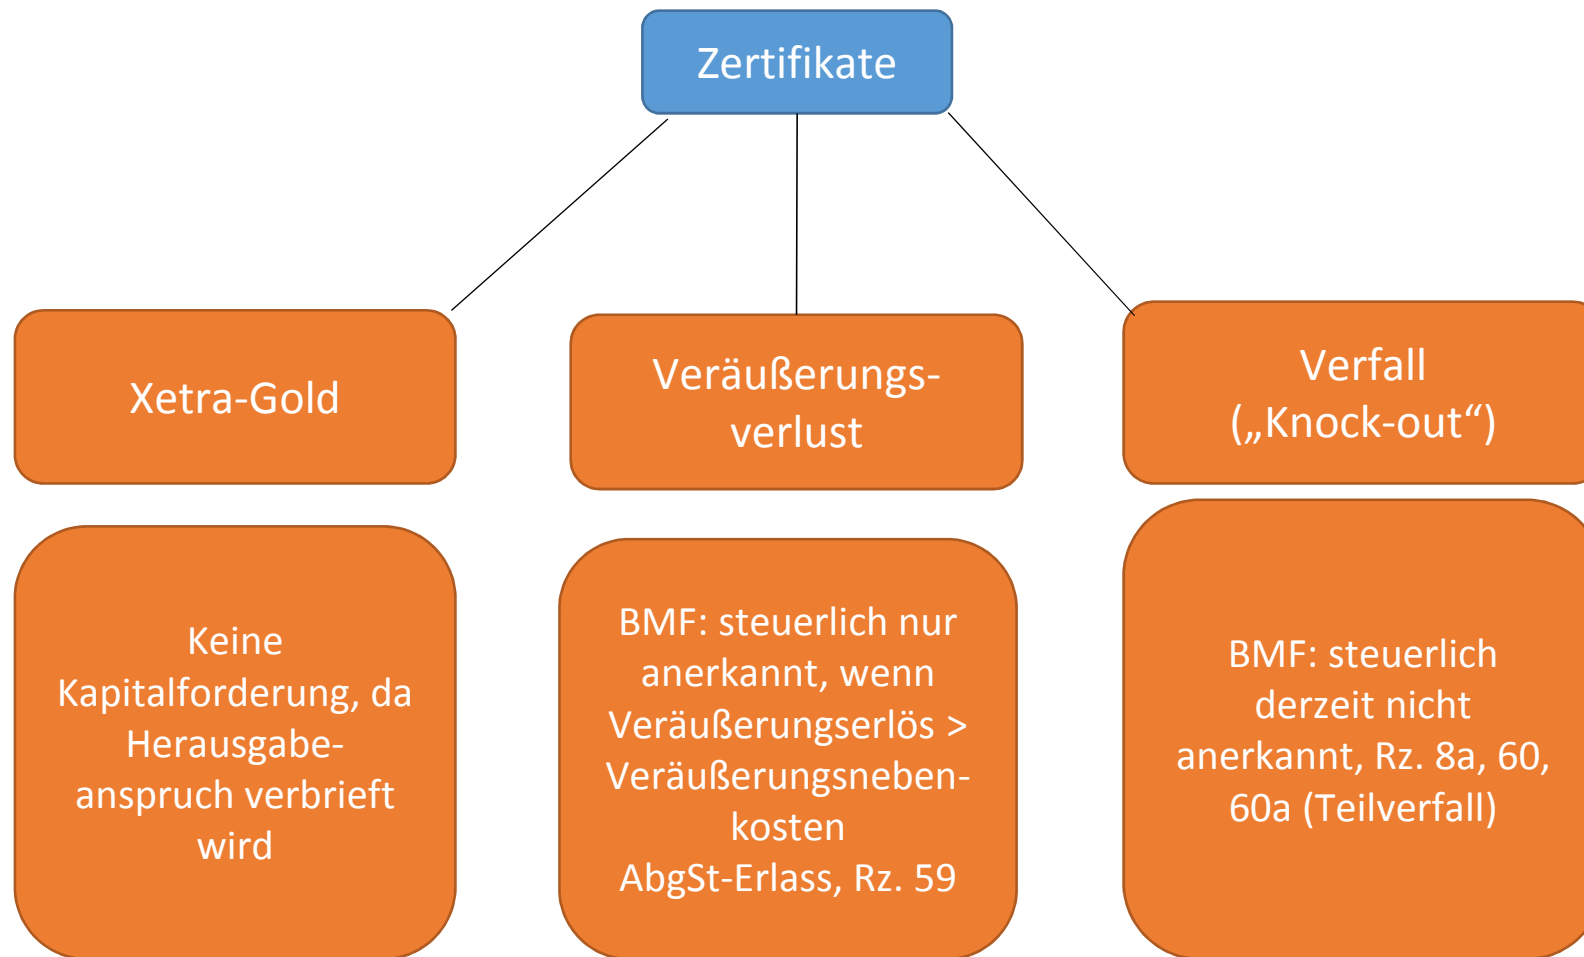 Zertifikate
Xetra-Gold
Veräußerungs-
verlust
Verfall
(„Knock-out“)
Keine
Kapitalforderung, da
Herausgabe-
anspruch verbrieft
wird
BMF: steuerlich nur
anerkannt, wenn
Veräußerungserlös >
Veräußerungsneben-
kosten
AbgSt-Erlass, Rz. 59
BMF: steuerlich
derzeit nicht
anerkannt, Rz. 8a, 60,
60a (Teilverfall)